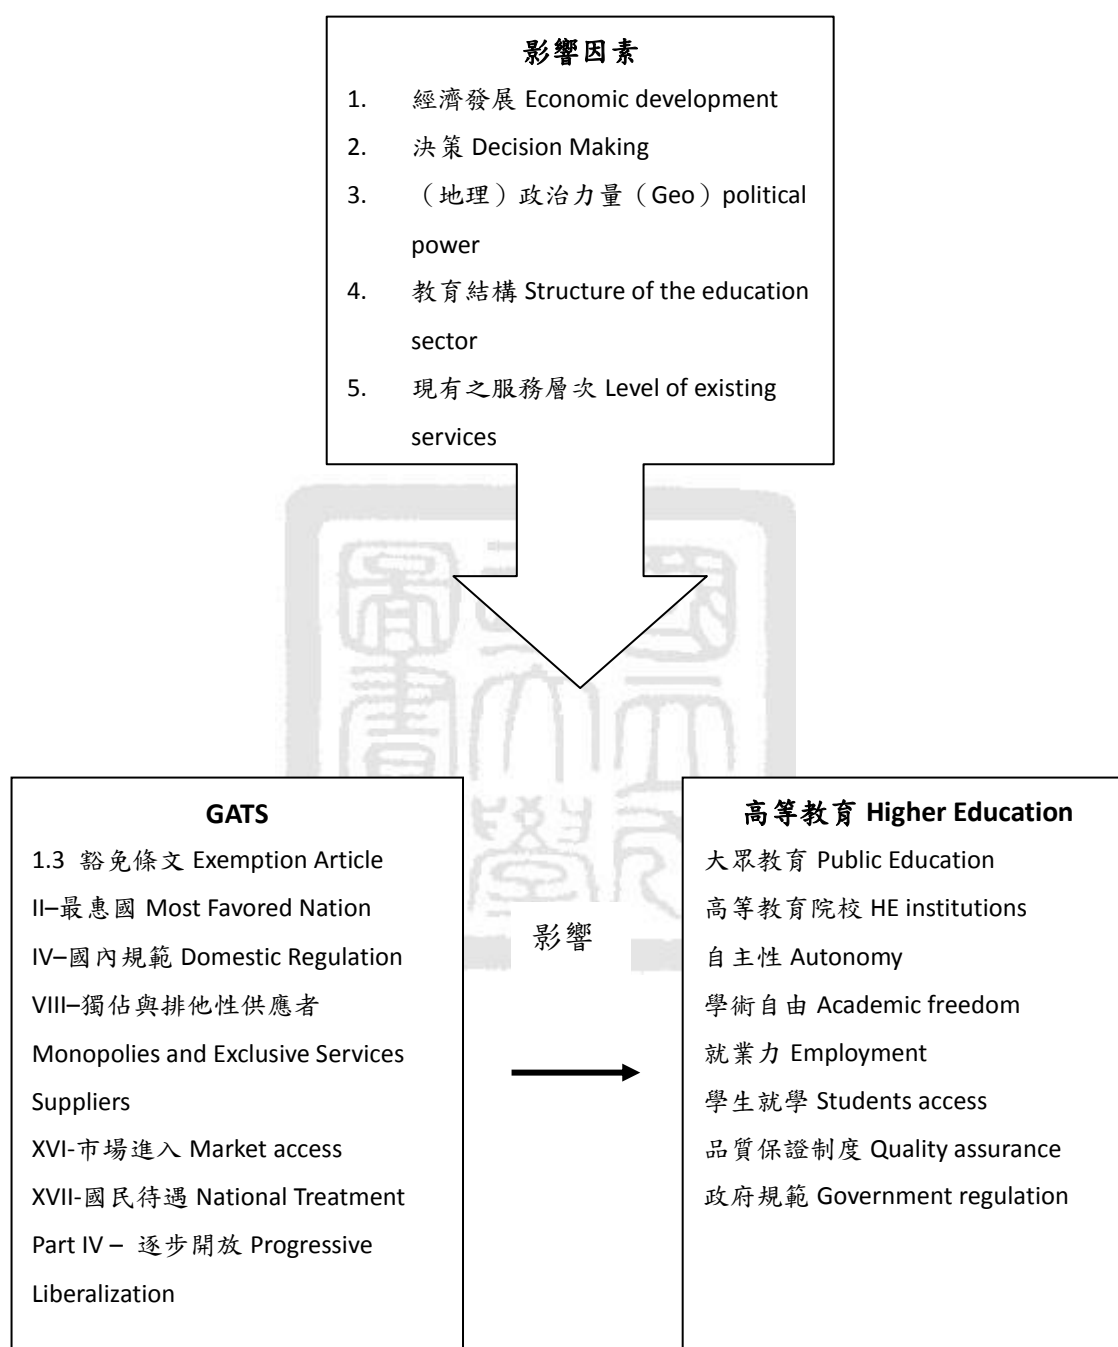 影響因素
1. 經濟發展 Economic development
2. 決策 Decision Making
3. （地理）政治力量（Geo）political
power
4. 教育結構 Structure of the education
sector
5. 現有之服務層次 Level of existing
services
GATS
1.3 豁免條文 Exemption Article
II–最惠國 Most Favored Nation
IV–國內規範 Domestic Regulation
VIII–獨佔與排他性供應者
Monopolies and Exclusive Services
Suppliers
XVI-市場進入 Market access
XVII-國民待遇 National Treatment
Part IV – 逐步開放 Progressive
Liberalization
影響
高等教育 Higher Education
大眾教育 Public Education
高等教育院校 HE institutions
自主性 Autonomy
學術自由 Academic freedom
就業力 Employment
學生就學 Students access
品質保證制度 Quality assurance
政府規範 Government regulation